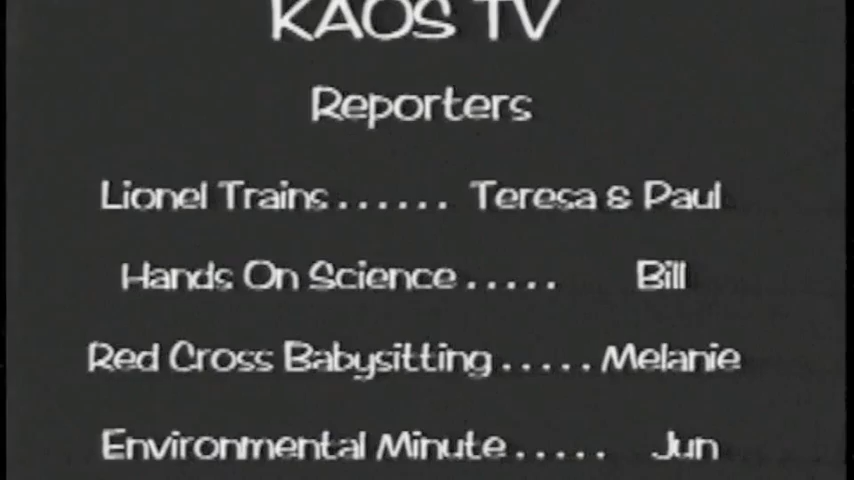 KAOS TV
Reporters
Lionel Trains...... Teresa & Paul
Hands On Science..... Bill
Red Cross Babysitting..... Melanie
Environmental Minute..... Jun